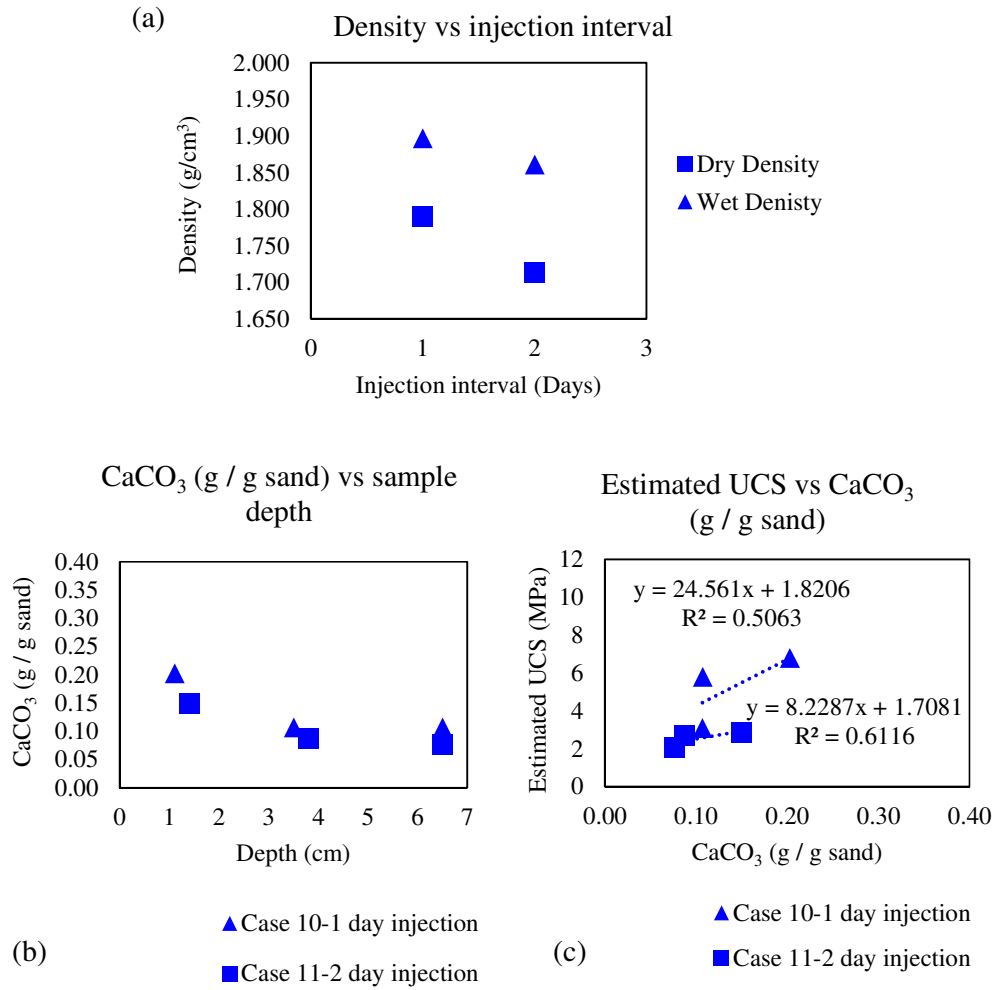 (a)
Density vs injection interval
2.000
1.950
1.900
1.850
1.800
1.750
1.700
1.650
Density (g/cm³)
0 1 2 3
Injection interval (Days)
Dry Density
Wet Denisty
CaCO₃ (g / g sand) vs sample
depth
0.40
0.35
0.30
0.25
0.20
0.15
0.10
0.05
0.00
CaCO₃ (g / g sand)
0 1 2 3 4 5 6 7
Depth (cm)
Case 10-1 day injection
Case 11-2 day injection
(b)
Estimated UCS vs CaCO₃
(g / g sand)
12
10
8
6
4
2
0
Estimated UCS (MPa)
y = 24.561x + 1.8206
R² = 0.5063
y = 8.2287x + 1.7081
R² = 0.6116
0.00 0.10 0.20 0.30 0.40
CaCO₃ (g / g sand)
Case 10-1 day injection
Case 11-2 day injection
(c)